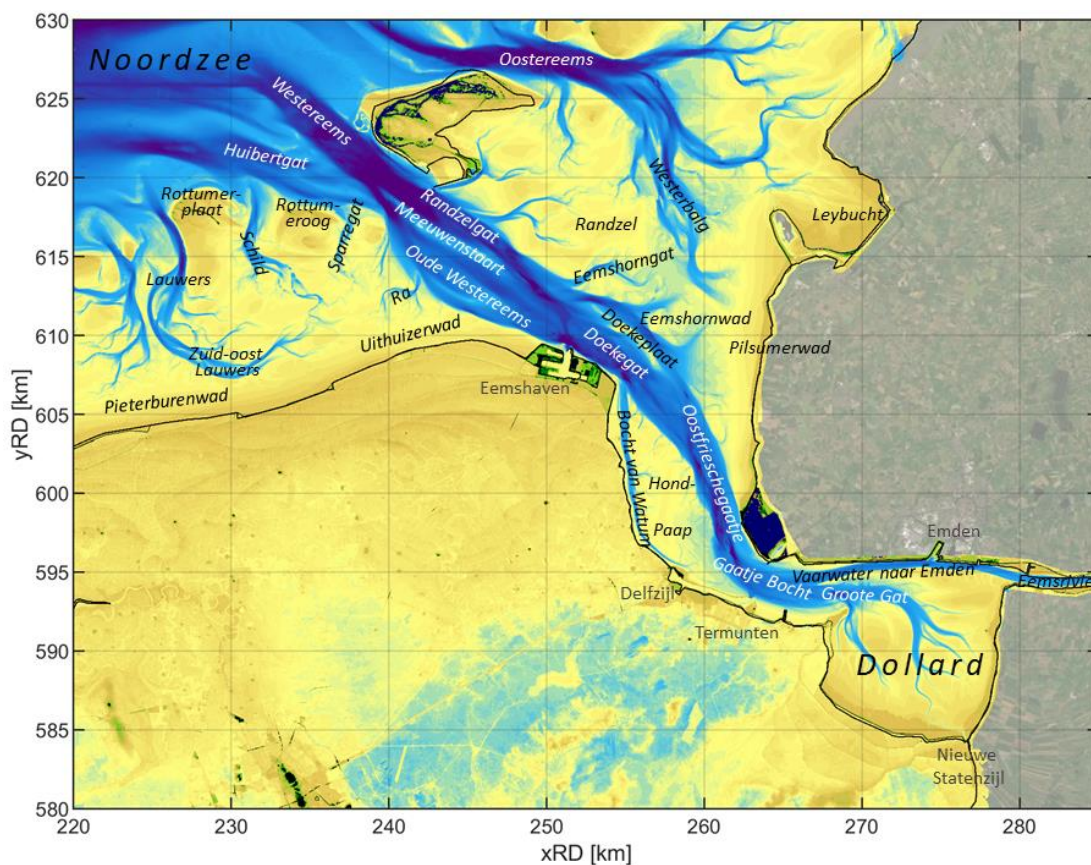 630
625
620
615
610
605
600
595
590
585
580
yRD [km]
220
230
240
250
260
270
280
xRD [km]
Noordzee
Oostereems
Westereems
Huibertgat
Rottumer-
plaat
Rottum-
eroog
Schild
Sparregat
Lauwers
Zuid-oost
Lauwers
Pieterburenwad
Uithuizerwad
Ra
Randzelgat
Meeuwenstaart
Oude Westereems
Randzel
Westerbalg
Eemshorngat
Leybucht
Eemshornwad
Doekeplaat
Doekegat
Pilsumerwad
Eemshaven
Bocht van Watum
Oostfrieschegaatje
Hond-
Paap
Emden
Vaarwater naar Emden
Eemsrivie
Gaatje Bocht
Groote Gat
Delfzijl
Termunten
Dollard
Nieuwe
Statenzijl